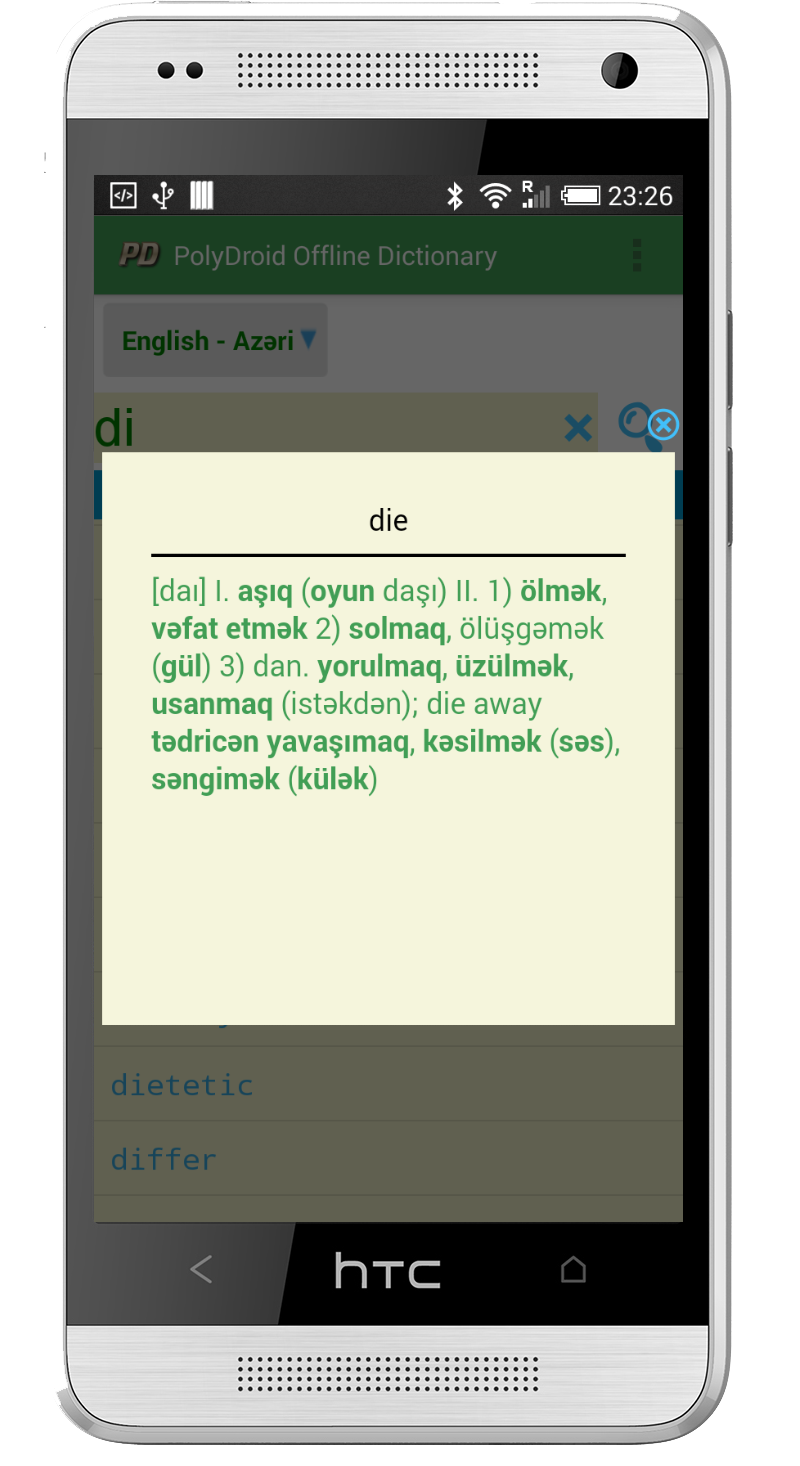 23:26
PD PolyDroid Offline Dictionary
English - Azəri
di
die
[daı] I. aşıq (oyun daşı) II. 1) ölmək,
vəfat etmək 2) solmaq, ölüşgəmək
(gül) 3) dan. yorulmaq, üzülmək,
usanmaq (istəkdən); die away
tədricən yavaşımaq, kəsilmək (səs),
səngimək (külək)
dietetic
differ
hTC